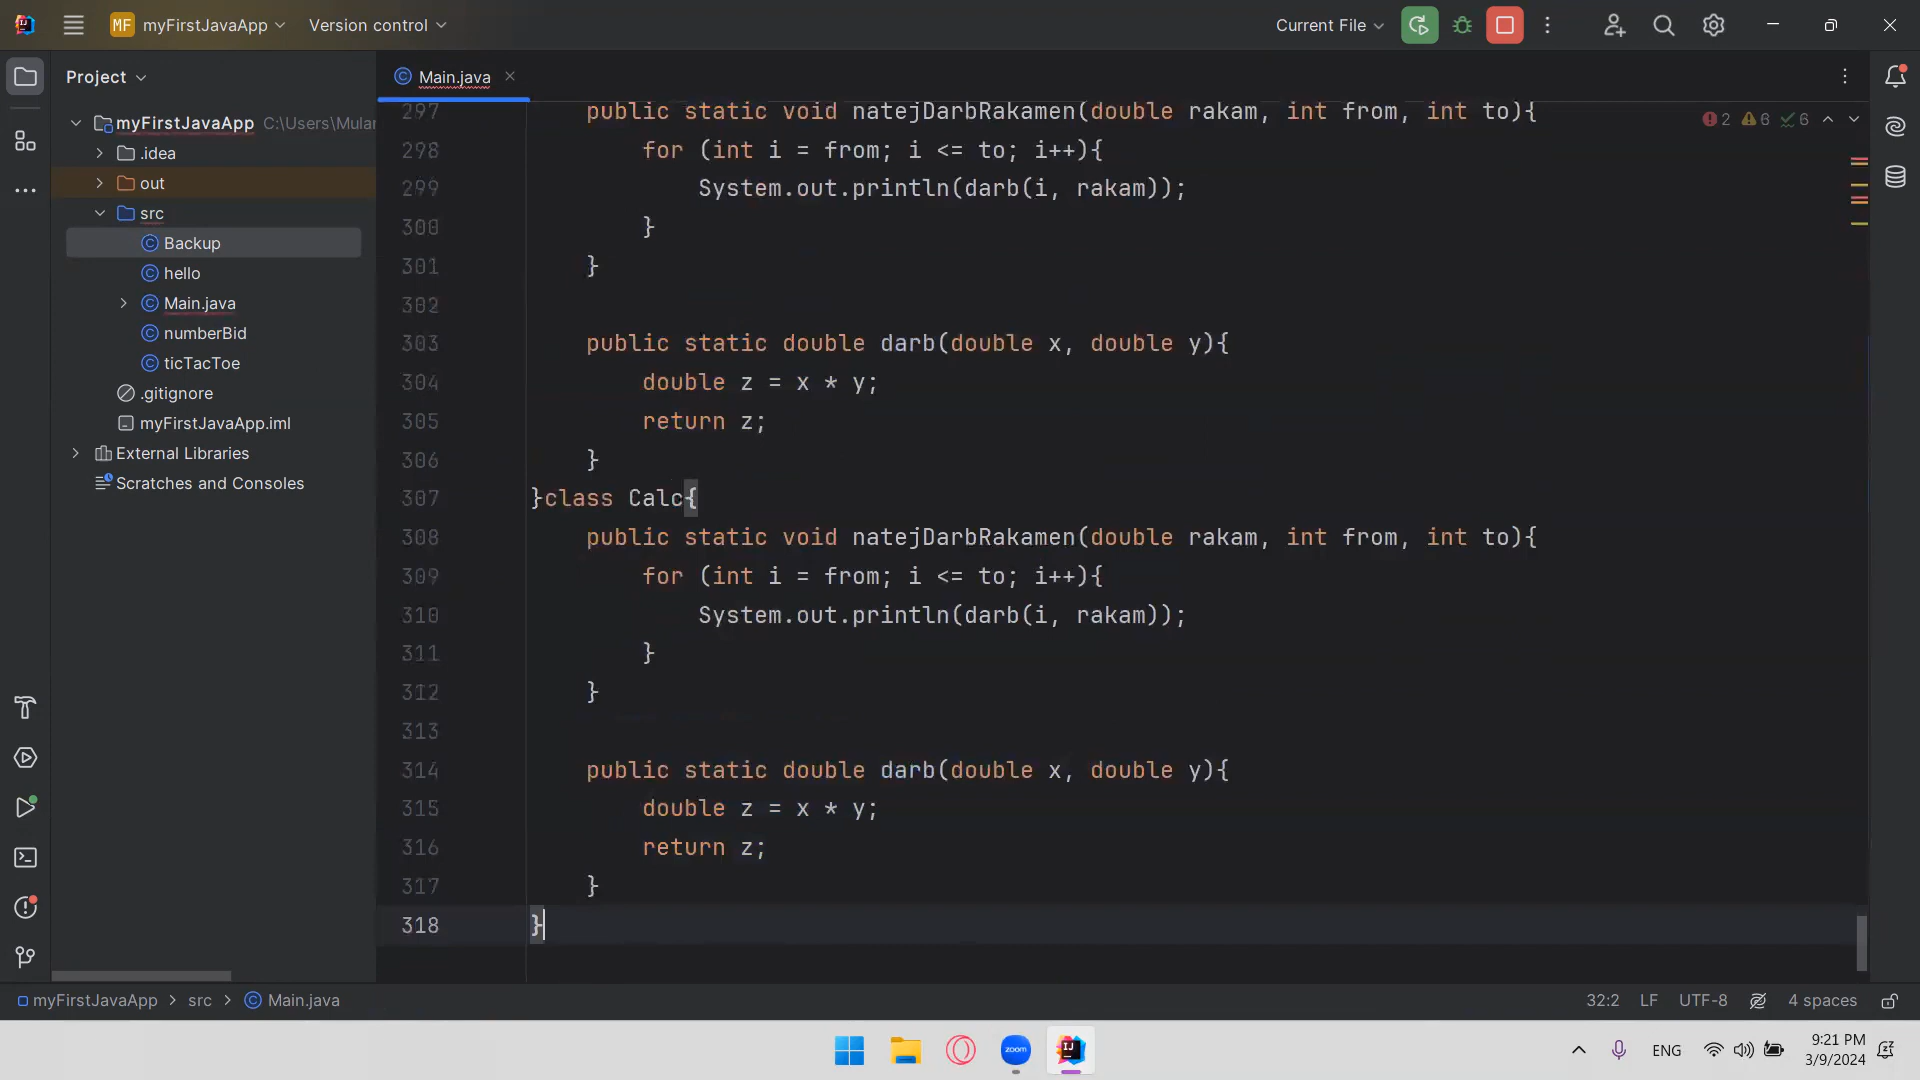 MF myFirstJavaApp Version control Current File
Project
Main.java
myFirstJavaApp C:\Users\Mular
.idea
out
src
Backup
hello
Main.java
numberBid
ticTacToe
.gitignore
myFirstJavaApp.iml
External Libraries
Scratches and Consoles
2 6 6
297 public static void natejDarbRakamen(double rakam, int from, int to){
298 for (int i = from; i <= to; i++){
299 System.out.println(darb(i, rakam));
300 }
301 }
302
303 public static double darb(double x, double y){
304 double z = x * y;
305 return z;
306 }
307 }class Calc{
308 public static void natejDarbRakamen(double rakam, int from, int to){
309 for (int i = from; i <= to; i++){
310 System.out.println(darb(i, rakam));
311 }
312 }
313
314 public static double darb(double x, double y){
315 double z = x * y;
316 return z;
317 }
318 }
myFirstJavaApp > src > Main.java 32:2 LF UTF-8 4 spaces
zoom
ENG
9:21 PM
3/9/2024